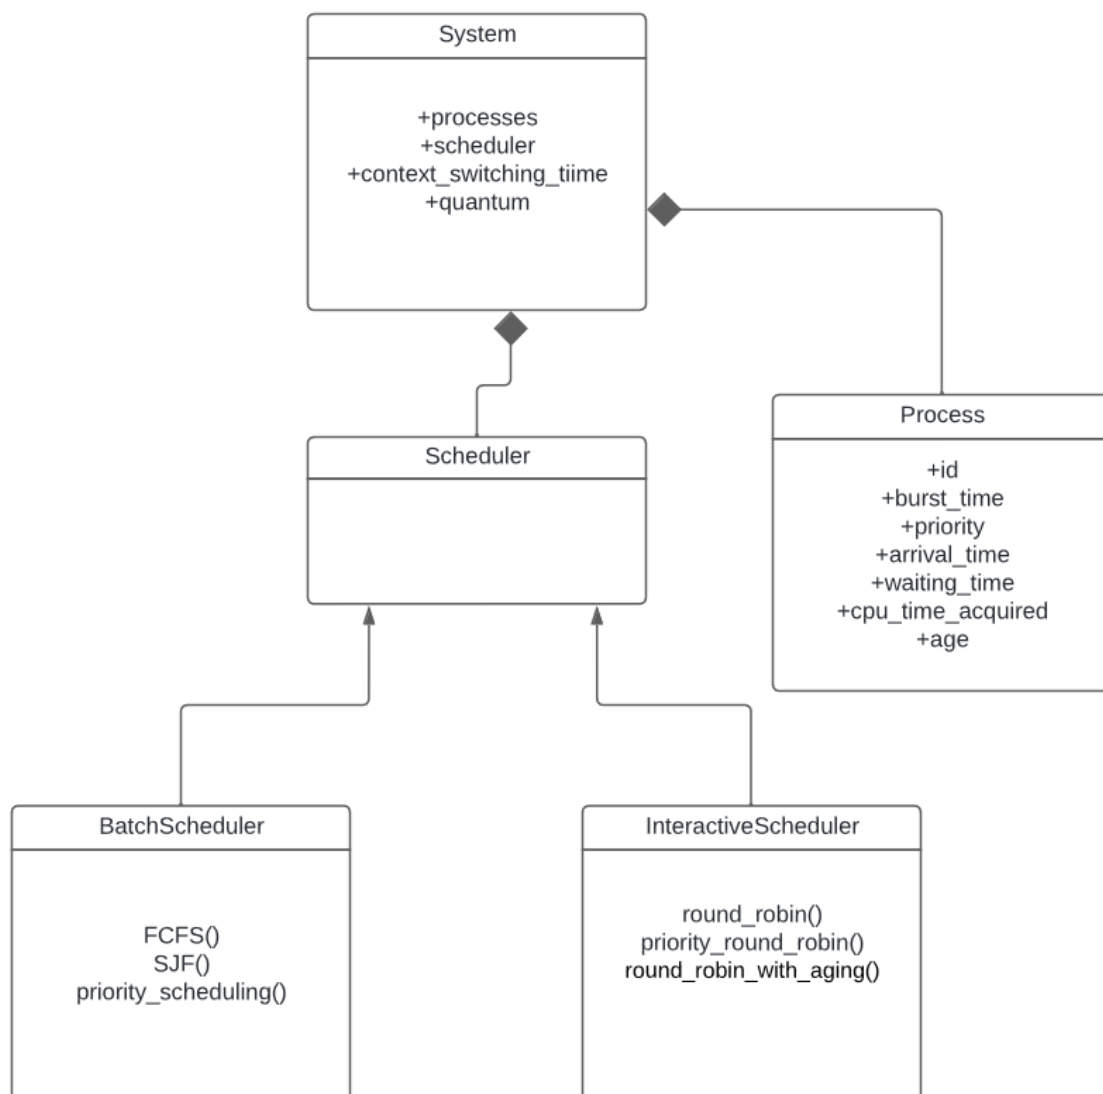 System
+processes
+scheduler
+context_switching_tiime
+quantum
Scheduler
Process
+id
+burst_time
+priority
+arrival_time
+waiting_time
+cpu_time_acquired
+age
BatchScheduler
FCFS()
SJF()
priority_scheduling()
InteractiveScheduler
round_robin()
priority_round_robin()
round_robin_with_aging()